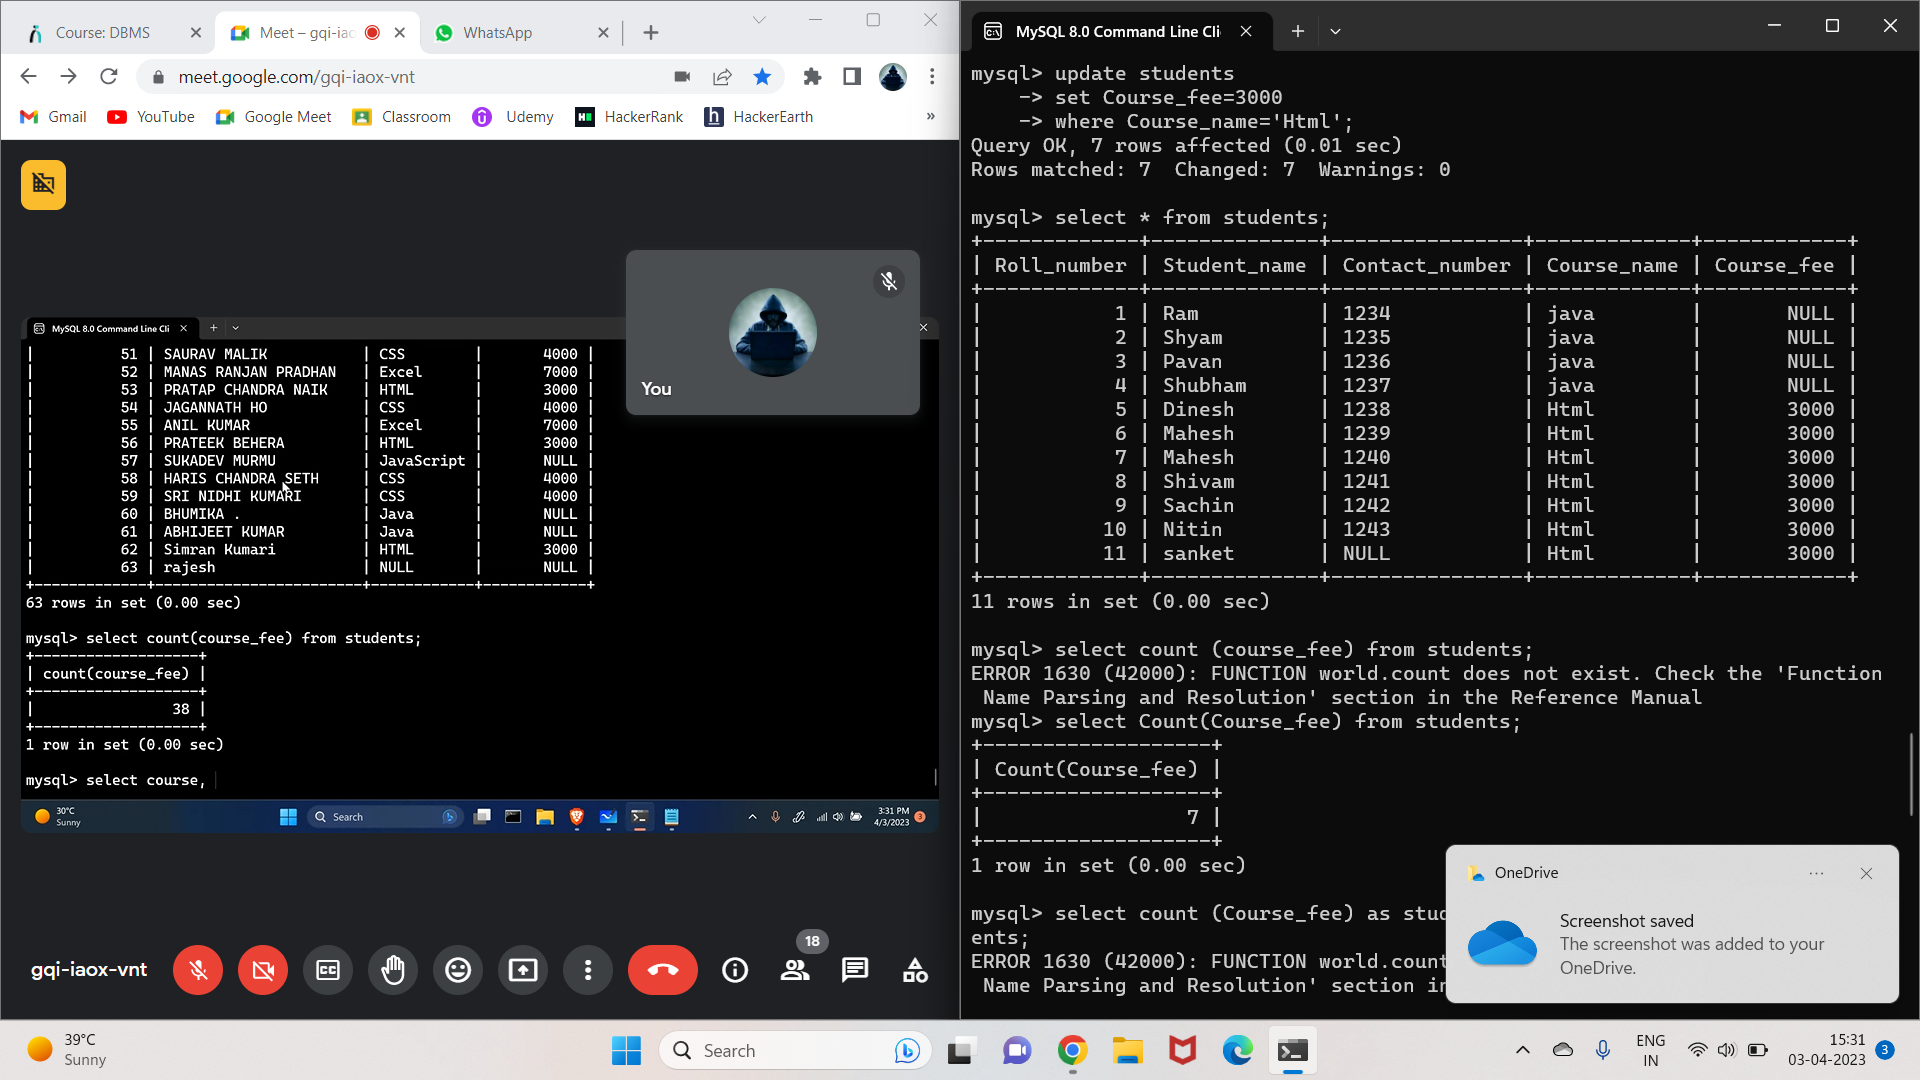 Course: DBMS
Meet – gqi-iao
WhatsApp
meet.google.com/gqi-iaox-vnt
Gmail
YouTube
Google Meet
Classroom
Udemy
HackerRank
HackerEarth
»
You
MySQL 8.0 Command Line Cli
| 51 | SAURAV MALIK | CSS | 4000 |
| 52 | MANAS RANJAN PRADHAN | Excel | 7000 |
| 53 | PRATAP CHANDRA NAIK | HTML | 3000 |
| 54 | JAGANNATH HO | CSS | 4000 |
| 55 | ANIL KUMAR | Excel | 7000 |
| 56 | PRATEEK BEHERA | HTML | 3000 |
| 57 | SUKADEV MURMU | JavaScript | NULL |
| 58 | HARIS CHANDRA SETH | CSS | 4000 |
| 59 | SRI NIDHI KUMARI | CSS | 4000 |
| 60 | BHUMIKA . | Java | NULL |
| 61 | ABHIJEET KUMAR | Java | NULL |
| 62 | Simran Kumari | HTML | 3000 |
| 63 | rajesh | NULL | NULL |
63 rows in set (0.00 sec)
mysql> select count(course_fee) from students;
| count(course_fee) |
| 38 |
1 row in set (0.00 sec)
mysql> select course,
30°C
Sunny
Search
3:31 PM
4/3/2023
3
gqi-iaox-vnt
CC
18
MySQL 8.0 Command Line Cli
mysql> update students
-> set Course_fee=3000
-> where Course_name='Html';
Query OK, 7 rows affected (0.01 sec)
Rows matched: 7 Changed: 7 Warnings: 0
mysql> select * from students;
| Roll_number | Student_name | Contact_number | Course_name | Course_fee |
| 1 | Ram | 1234 | java | NULL |
| 2 | Shyam | 1235 | java | NULL |
| 3 | Pavan | 1236 | java | NULL |
| 4 | Shubham | 1237 | java | NULL |
| 5 | Dinesh | 1238 | Html | 3000 |
| 6 | Mahesh | 1239 | Html | 3000 |
| 7 | Mahesh | 1240 | Html | 3000 |
| 8 | Shivam | 1241 | Html | 3000 |
| 9 | Sachin | 1242 | Html | 3000 |
| 10 | Nitin | 1243 | Html | 3000 |
| 11 | sanket | NULL | Html | 3000 |
11 rows in set (0.00 sec)
mysql> select count (course_fee) from students;
ERROR 1630 (42000): FUNCTION world.count does not exist. Check the 'Function
Name Parsing and Resolution' section in the Reference Manual
mysql> select Count(Course_fee) from students;
| Count(Course_fee) |
| 7 |
1 row in set (0.00 sec)
mysql> select count (Course_fee) as stud
ents;
ERROR 1630 (42000): FUNCTION world.count
Name Parsing and Resolution' section in
OneDrive
Screenshot saved
The screenshot was added to your
OneDrive.
39°C
Sunny
Search
ENG
IN
15:31
03-04-2023
3